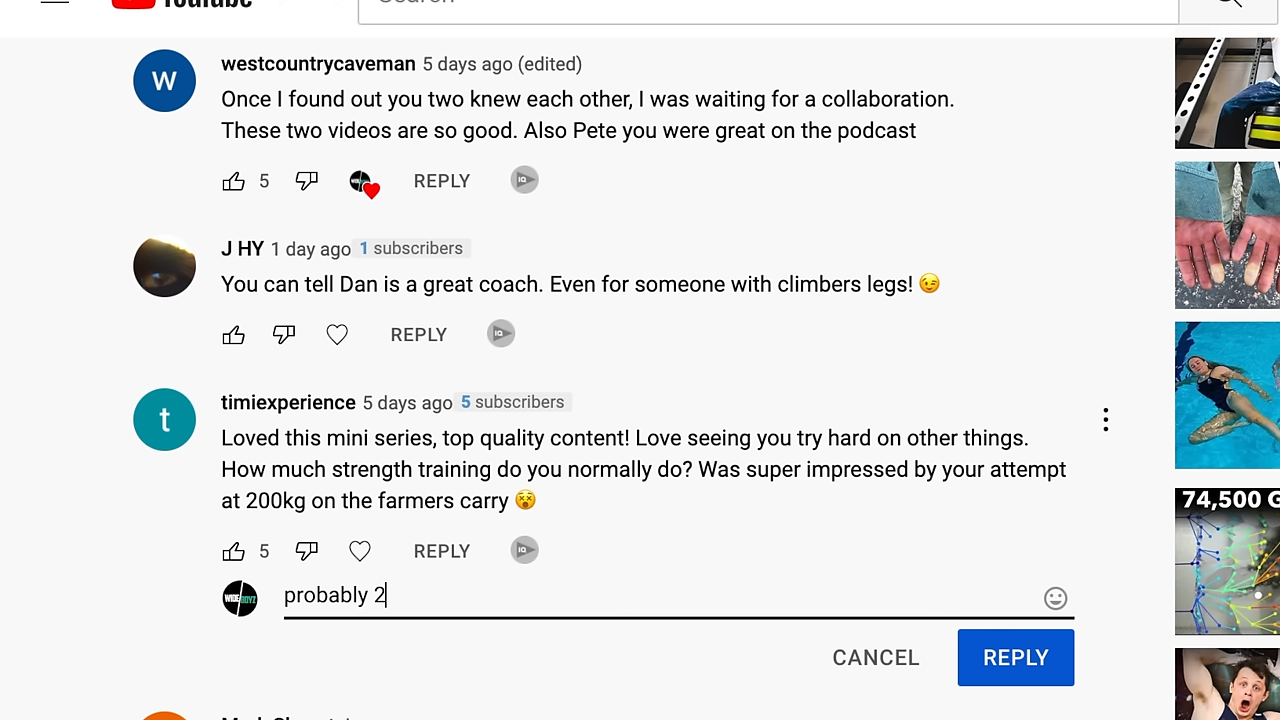 westcountrycaveman 5 days ago (edited)
Once I found out you two knew each other, I was waiting for a collaboration.
These two videos are so good. Also Pete you were great on the podcast
5 REPLY IQ
J HY 1 day ago 1 subscribers
You can tell Dan is a great coach. Even for someone with climbers legs! 😉
REPLY IQ
t
timiexperience 5 days ago 5 subscribers
Loved this mini series, top quality content! Love seeing you try hard on other things.
How much strength training do you normally do? Was super impressed by your attempt
at 200kg on the farmers carry 😵
5 REPLY IQ
WIDE BOYZ probably 2
CANCEL REPLY
W
74,500 G